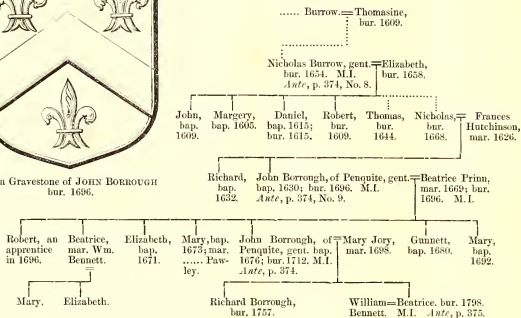 ...... Burrow.=Thomasine,
bur. 1609.
Nicholas Burrow, gent.=Elizabeth,
bur. 1654. M.I. bur. 1658.
Ante, p. 374, No. 8.
John, Margery, Daniel, Robert, Thomas, Nicholas,= Frances
bap. bap. 1605. bap. 1615; bur. bur. bur. Hutchinson,
1609. bur. 1615. 1609. 1644. 1668. mar. 1626.
n Gravestone of JOHN BORROUGH
bur. 1696.
Richard, John Borrough, of Penquite, gent.=Beatrice Prinn,
bap. bap. 1630; bur. 1696. M.I. mar. 1669; bur.
1632. Ante, p. 374, No. 9. 1696. M.I.
Robert, an Beatrice, Elizabeth, Mary, bap. John Borrough, of=Mary Jory, Gunnett, Mary,
apprentice mar. Wm. bap. 1673; mar. Penquite, gent. bap. mar. 1698. bap. 1680. bap.
in 1696. Bennett. 1671. ...... Paw- 1676; bur. 1712. M.I. 1692.
= ley. Ante, p. 374.
Mary. Elizabeth. Richard Borrough, William=Beatrice. bur. 1798.
bur. 1757. Bennett. M.I. Ante, p. 375.